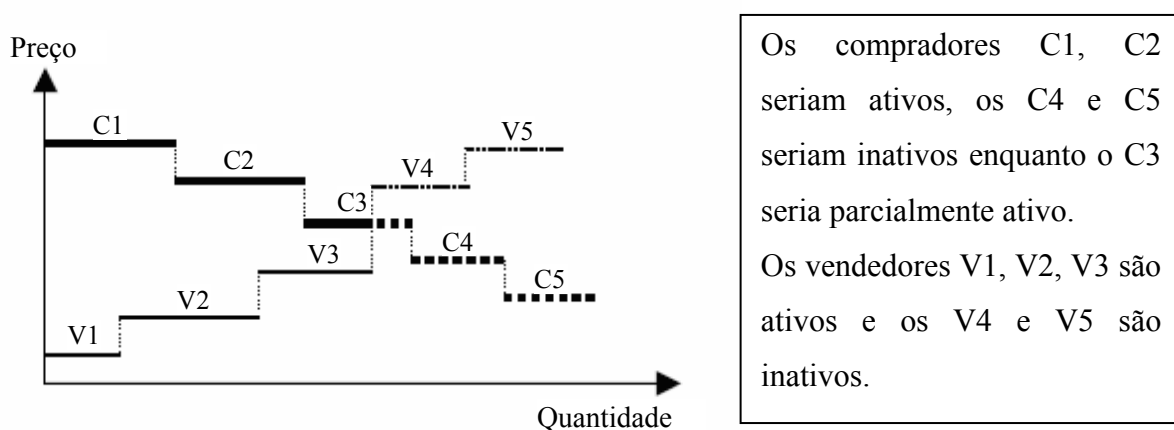 Preço
C1
C2
C3
V4
V5
V3
C4
V2
C5
V1
Quantidade
Os compradores C1, C2
seriam ativos, os C4 e C5
seriam inativos enquanto o C3
seria parcialmente ativo.
Os vendedores V1, V2, V3 são
ativos e os V4 e V5 são
inativos.